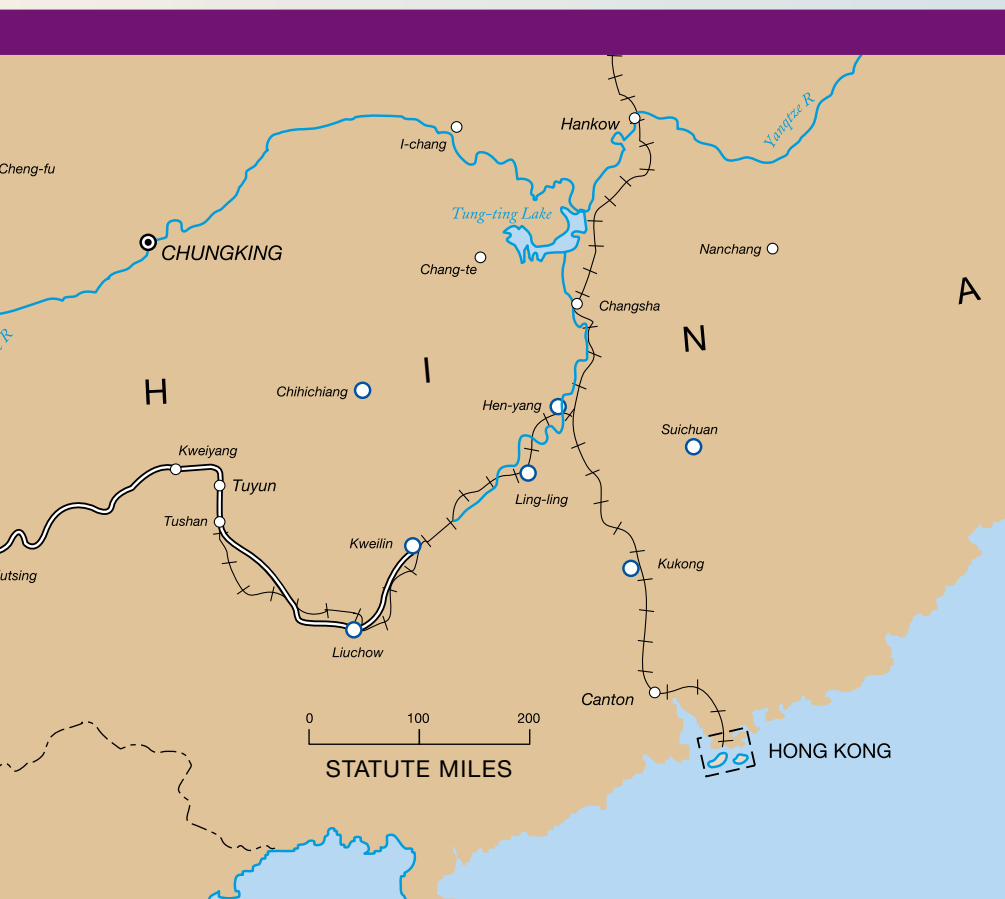 Hankow
Yangtze R
I-chang
Cheng-fu
Tung-ting Lake
CHUNGKING
Nanchang
Chang-te
A
Changsha
R
N
I
H
Chihichiang
Hen-yang
Suichuan
Kweiyang
Tuyun
Ling-ling
Tushan
Kweilin
Kukong
utsing
Liuchow
Canton
0 100 200
STATUTE MILES
HONG KONG